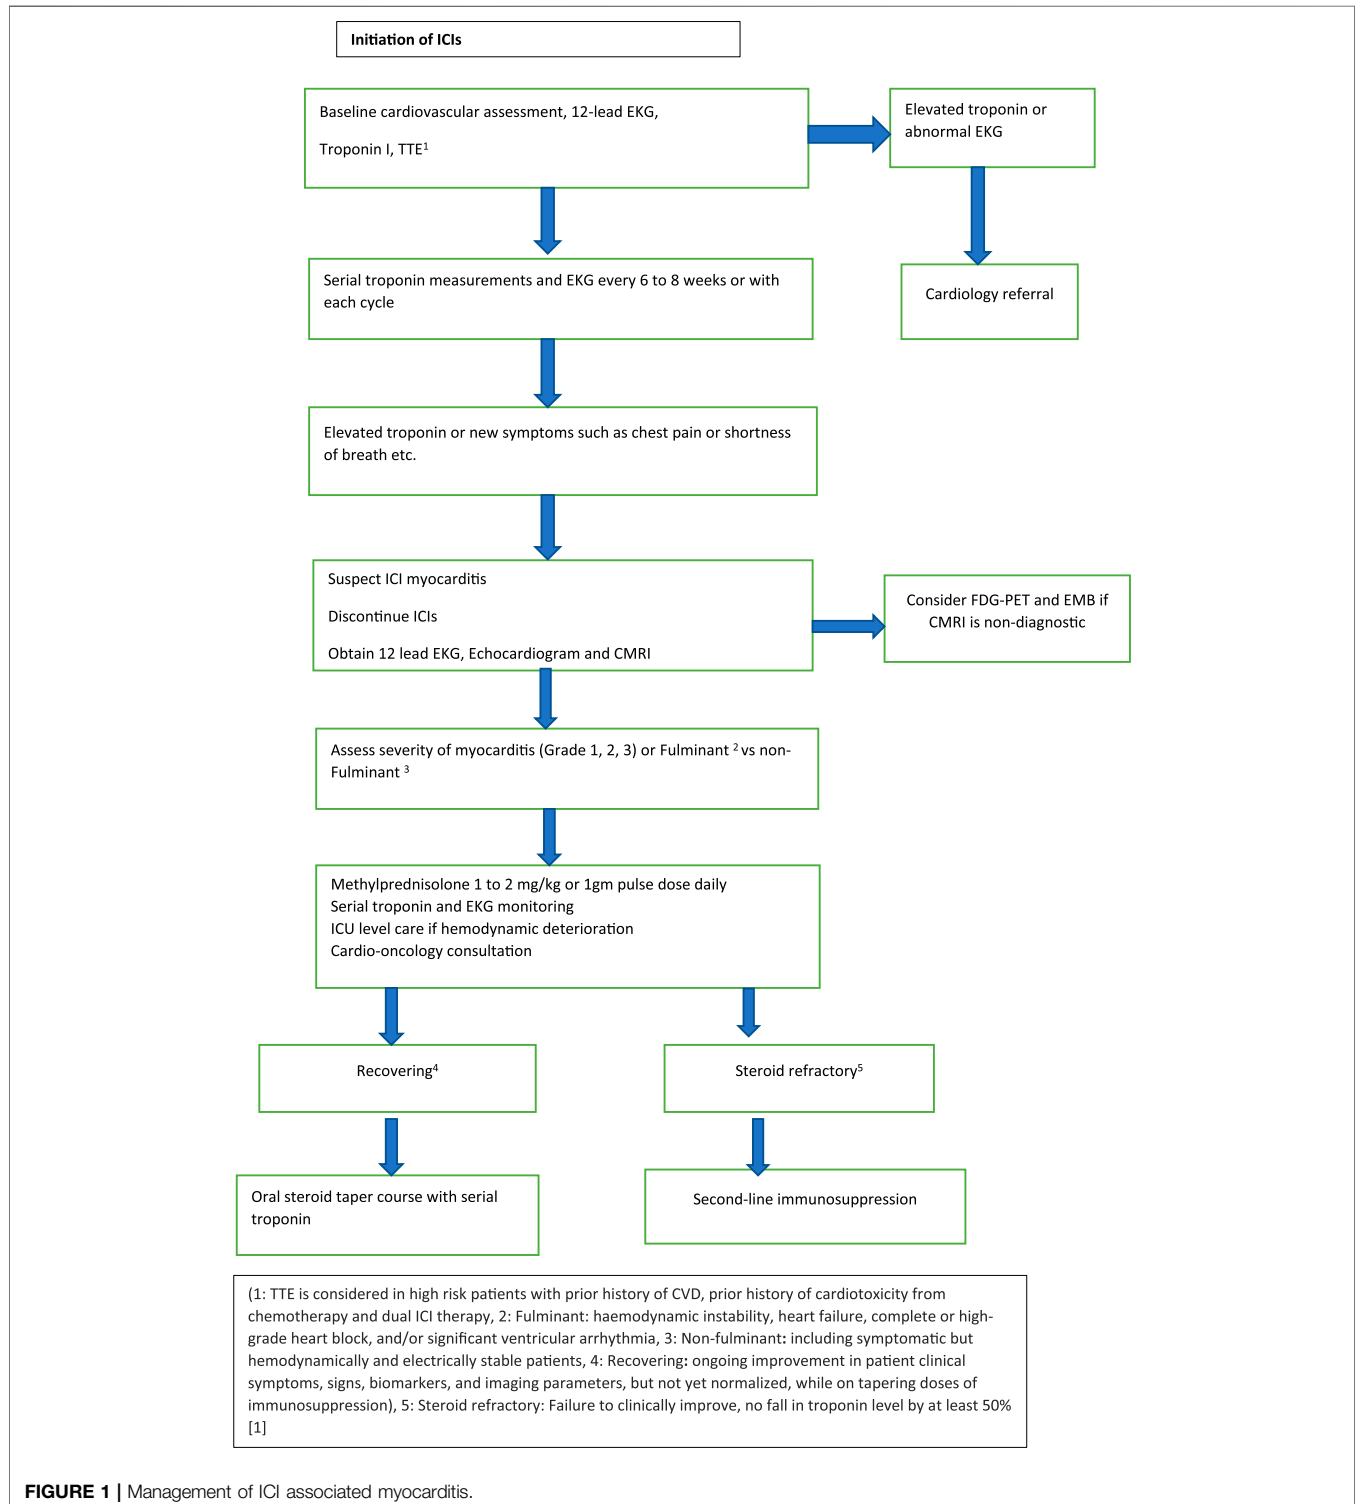 Initiation of ICIs
Baseline cardiovascular assessment, 12-lead EKG,
Troponin I, TTE¹
Elevated troponin or
abnormal EKG
Serial troponin measurements and EKG every 6 to 8 weeks or with
each cycle
Cardiology referral
Elevated troponin or new symptoms such as chest pain or shortness
of breath etc.
Suspect ICI myocarditis
Discontinue ICIs
Obtain 12 lead EKG, Echocardiogram and CMRI
Consider FDG-PET and EMB if
CMRI is non-diagnostic
Assess severity of myocarditis (Grade 1, 2, 3) or Fulminant ² vs non-
Fulminant ³
Methylprednisolone 1 to 2 mg/kg or 1gm pulse dose daily
Serial troponin and EKG monitoring
ICU level care if hemodynamic deterioration
Cardio-oncology consultation
Recovering⁴
Steroid refractory⁵
Oral steroid taper course with serial
troponin
Second-line immunosuppression
(1: TTE is considered in high risk patients with prior history of CVD, prior history of cardiotoxicity from
chemotherapy and dual ICI therapy, 2: Fulminant: haemodynamic instability, heart failure, complete or high-
grade heart block, and/or significant ventricular arrhythmia, 3: Non-fulminant: including symptomatic but
hemodynamically and electrically stable patients, 4: Recovering: ongoing improvement in patient clinical
symptoms, signs, biomarkers, and imaging parameters, but not yet normalized, while on tapering doses of
immunosuppression), 5: Steroid refractory: Failure to clinically improve, no fall in troponin level by at least 50%
[1]
FIGURE 1 | Management of ICI associated myocarditis.